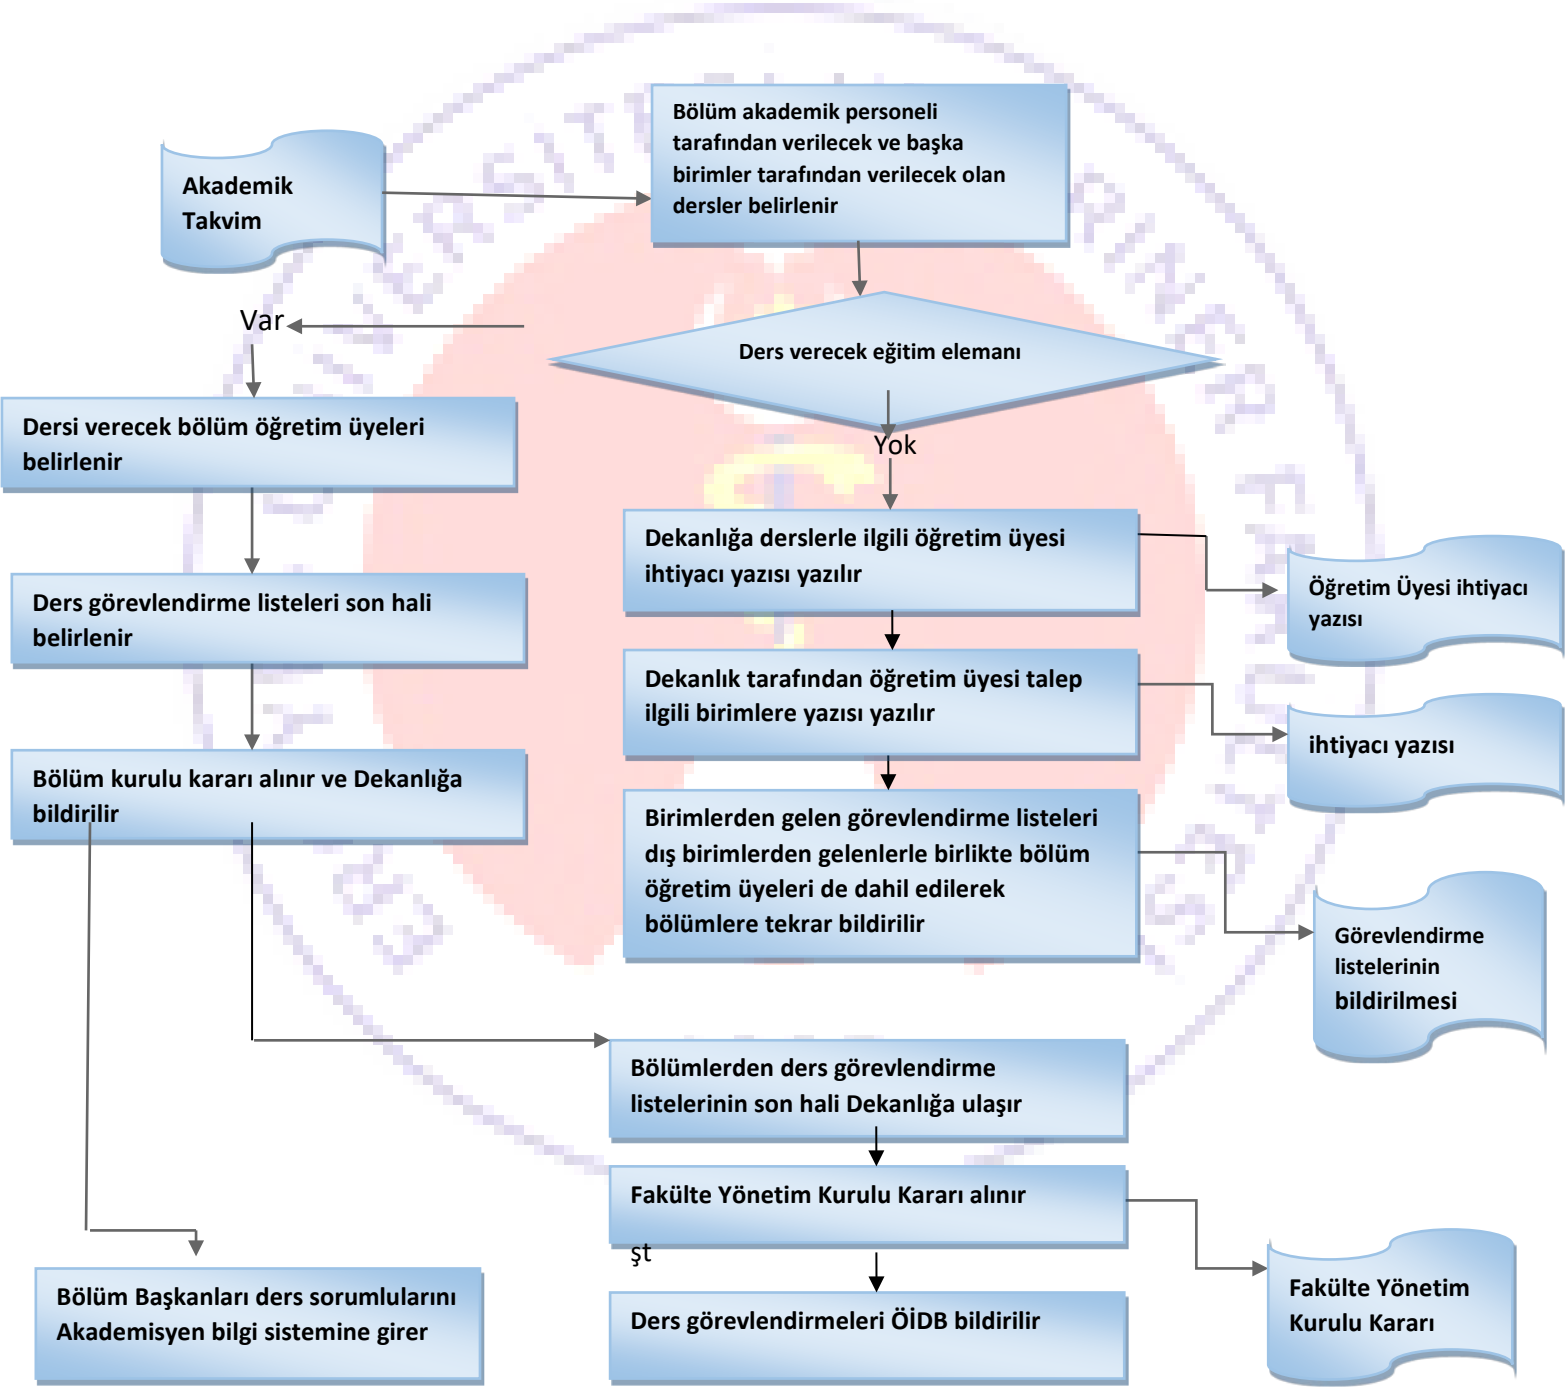 Bölüm akademik personeli
tarafından verilecek ve başka
birimler tarafından verilecek olan
dersler belirlenir
Akademik
Takvim
Var
Ders verecek eğitim elemanı
Yok
Dersi verecek bölüm öğretim üyeleri
belirlenir
Dekanlığa derslerle ilgili öğretim üyesi
ihtiyacı yazısı yazılır
Öğretim Üyesi ihtiyacı
yazısı
Ders görevlendirme listeleri son hali
belirlenir
Dekanlık tarafından öğretim üyesi talep
ilgili birimlere yazısı yazılır
ihtiyacı yazısı
Bölüm kurulu kararı alınır ve Dekanlığa
bildirilir
Birimlerden gelen görevlendirme listeleri
dış birimlerden gelenlerle birlikte bölüm
öğretim üyeleri de dahil edilerek
bölümlere tekrar bildirilir
Görevlendirme
listelerinin
bildirilmesi
Bölümlerden ders görevlendirme
listelerinin son hali Dekanlığa ulaşır
Fakülte Yönetim Kurulu Kararı alınır
şt
Fakülte Yönetim
Kurulu Kararı
Bölüm Başkanları ders sorumlularını
Akademisyen bilgi sistemine girer
Ders görevlendirmeleri ÖİDB bildirilir